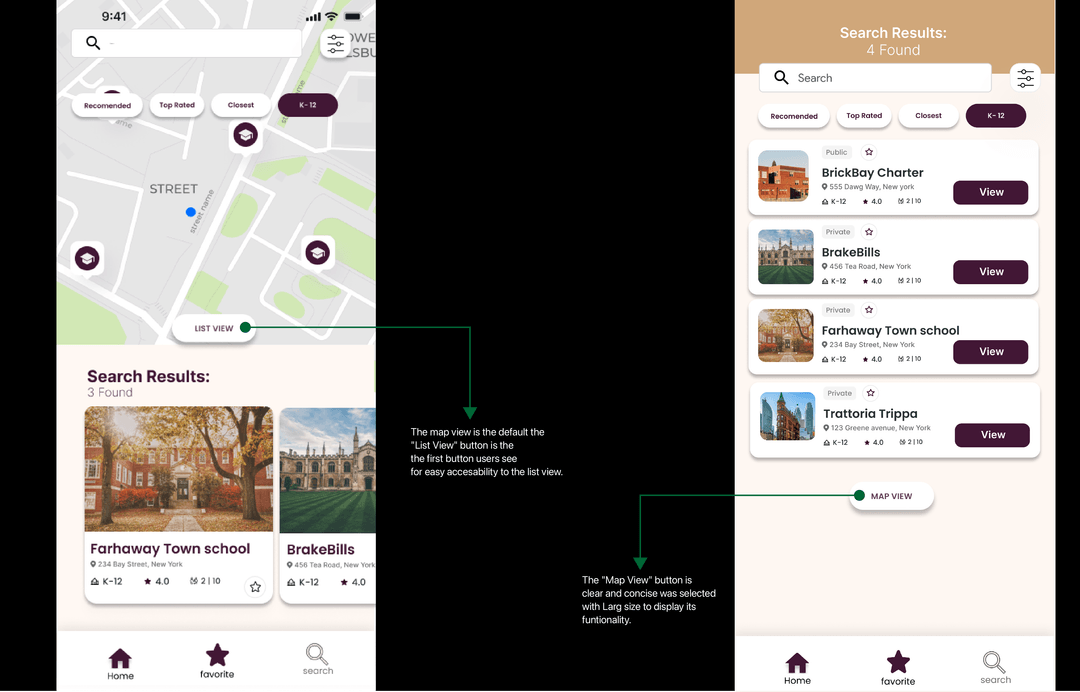 9:41
OWE
LSBU
Recomended
Top Rated
Closest
K- 12
street name
STREET
street name
LIST VIEW
Search Results:
3 Found
Farhaway Town school
234 Bay Street, New York
K-12 4.0 2 | 10
BrakeBills
456 Tea Road, New York
K-12 4.0
Home
favorite
search
The map view is the default the
"List View" button is the
the first button users see
for easy accesability to the list view.
The "Map View" button is
clear and concise was selected
with Larg size to display its
funtionality.
Search Results:
4 Found
Search
Recomended
Top Rated
Closest
K- 12
Public
BrickBay Charter
555 Dawg Way, New york
K-12 4.0 2 | 10
View
Private
BrakeBills
456 Tea Road, New York
K-12 4.0 2 | 10
View
Private
Farhaway Town school
234 Bay Street, New York
K-12 4.0 2 | 10
View
Private
Trattoria Trippa
123 Greene avenue, New York
K-12 4.0 2 | 10
View
MAP VIEW
Home
favorite
search